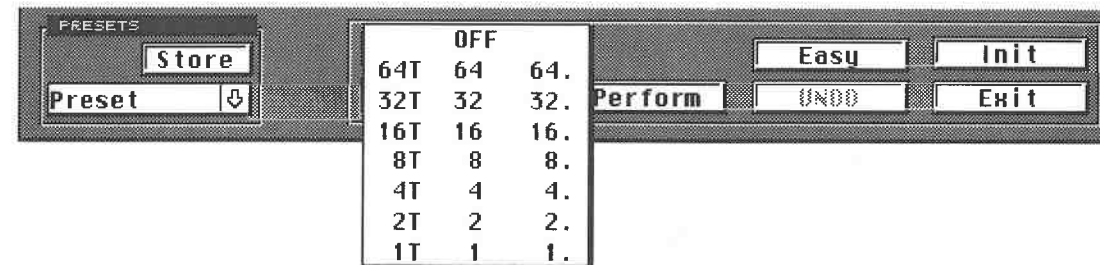 PRESETS
Store
Preset
OFF
64T 64 64.
32T 32 32.
16T 16 16.
8T 8 8.
4T 4 4.
2T 2 2.
1T 1 1.
Perform
Easy
Init
UNDO
Exit